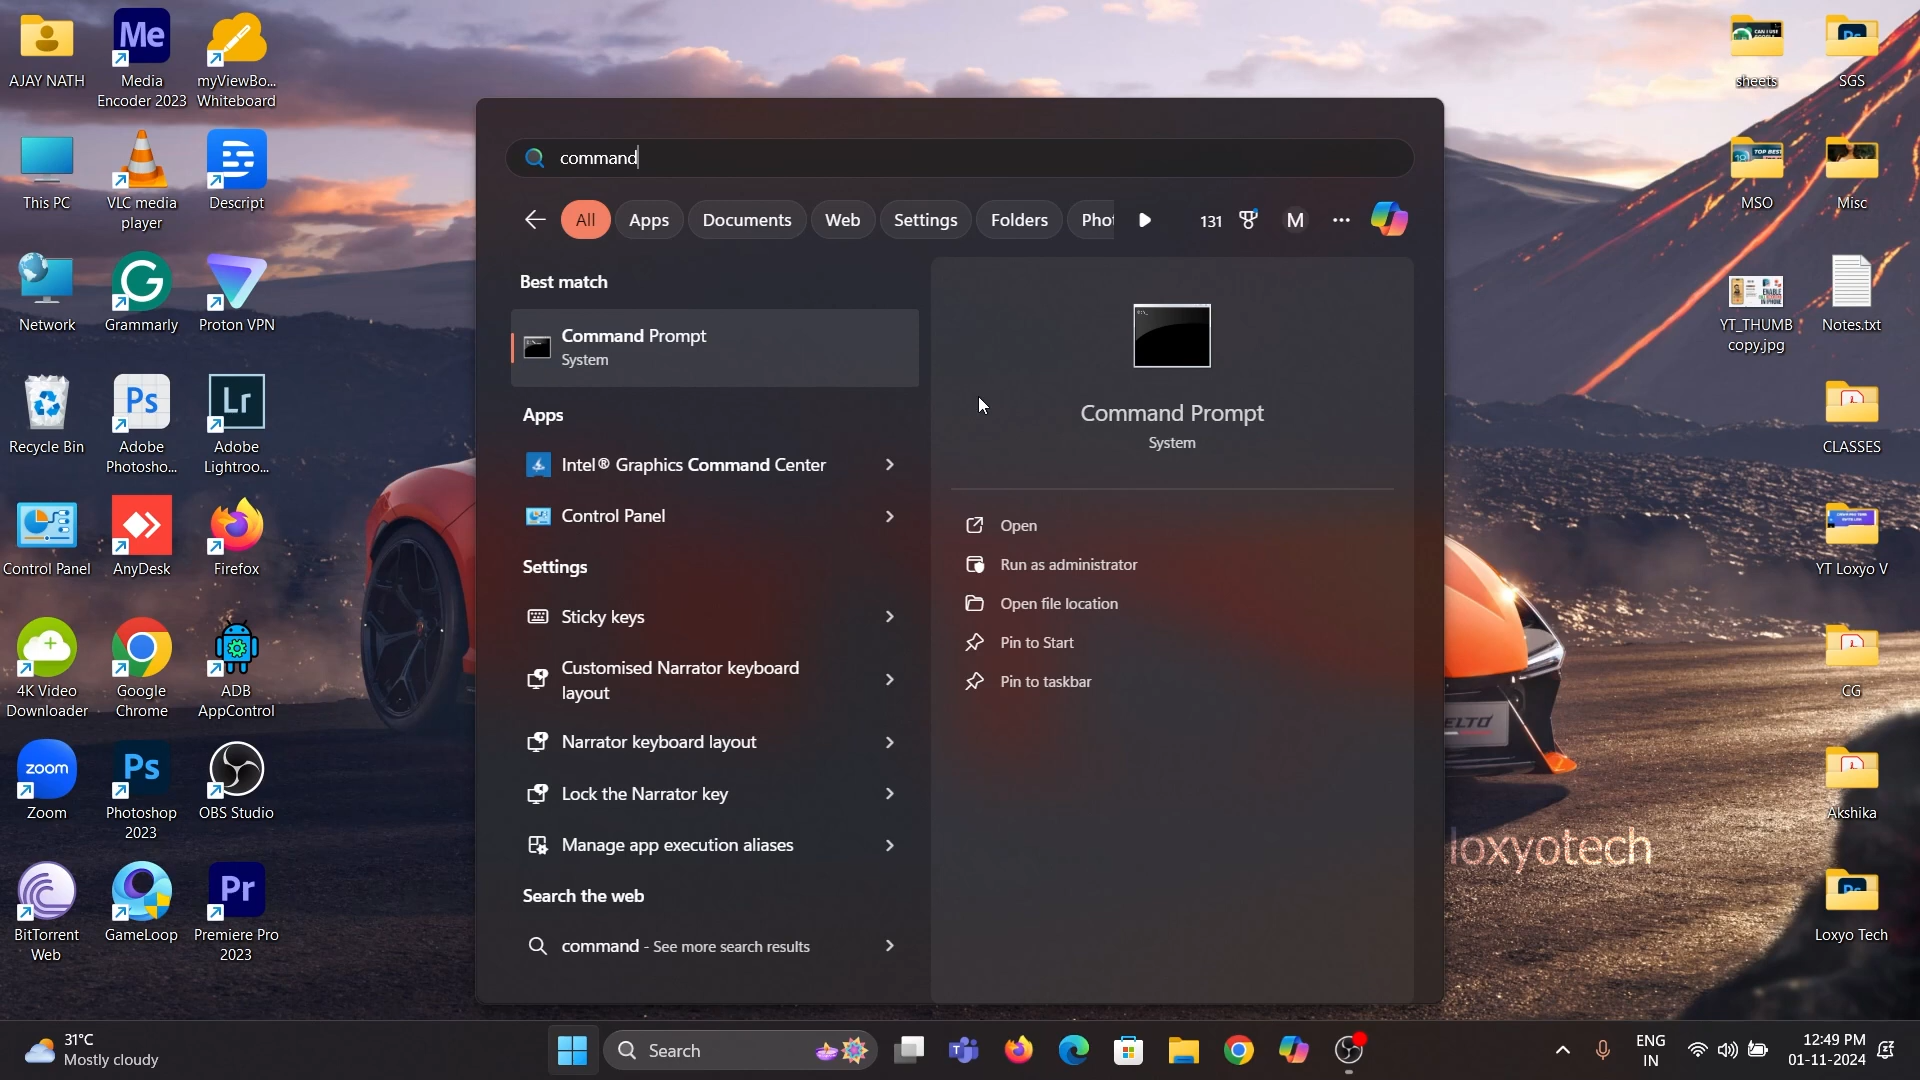 AJAY NATH
Me
Media
Encoder 2023
myViewBo...
Whiteboard
This PC
VLC media
player
Descript
Network
Grammarly
Proton VPN
Recycle Bin
Ps
Adobe
Photosho...
Lr
Adobe
Lightroo...
Control Panel
AnyDesk
Firefox
4K Video
Downloader
Google
Chrome
ADB
AppControl
zoom
Zoom
Ps
Photoshop
2023
OBS Studio
BitTorrent
Web
GameLoop
Pr
Premiere Pro
2023
command
All
Apps
Documents
Web
Settings
Folders
Phot
131
M
Best match
Command Prompt
System
Apps
Intel® Graphics Command Center
Control Panel
Settings
Sticky keys
Customised Narrator keyboard
layout
Narrator keyboard layout
Lock the Narrator key
Manage app execution aliases
Search the web
command - See more search results
Command Prompt
System
Open
Run as administrator
Open file location
Pin to Start
Pin to taskbar
sheets
Ps
SGS
TOP BEST
MSO
Misc
YT_THUMB
copy.jpg
Notes.txt
CLASSES
YT Loxyo V
CG
Akshika
Ps
Loxyo Tech
loxyotech
31°C
Mostly cloudy
Search
ENG
IN
12:49 PM
01-11-2024